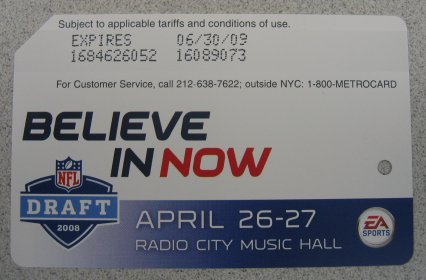 Subject to applicable tariffs and conditions of use.
EXPIRES 06/30/09
1684626052 16089073
For Customer Service, call 212-638-7622; outside NYC: 1-800-METROCARD
BELIEVE
IN NOW
NFL
DRAFT
2008
APRIL 26-27
RADIO CITY MUSIC HALL
EA
SPORTS